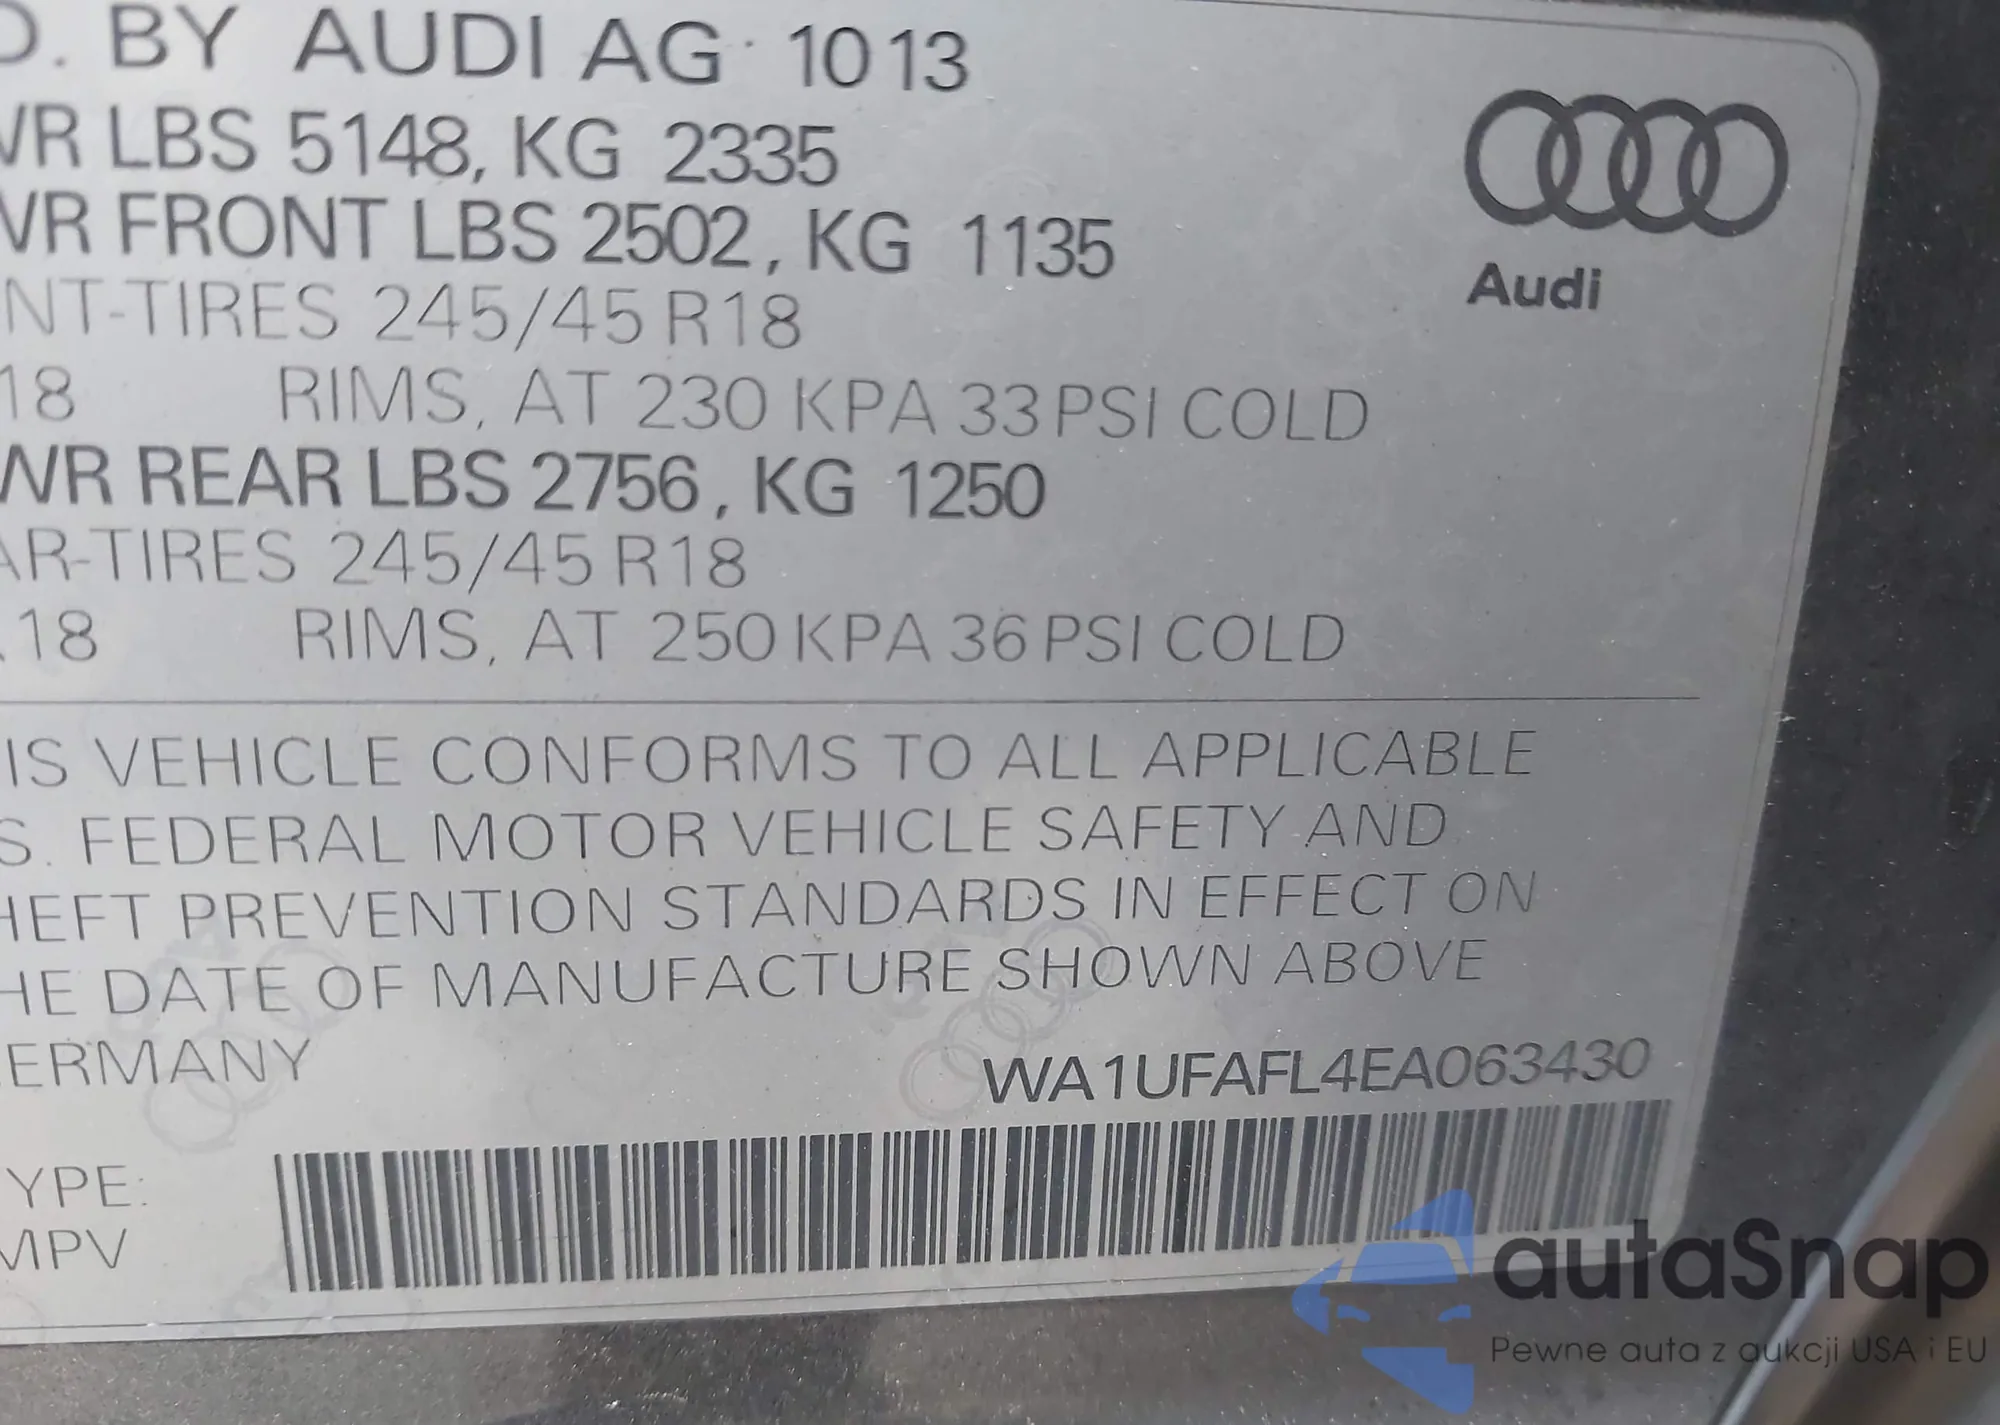 D. BY AUDI AG 10 13
WR LBS 5148, KG 2335
WR FRONT LBS 2502, KG 1135
NT-TIRES 245/45 R18
18 RIMS, AT 230 KPA 33 PSI COLD
WR REAR LBS 2756, KG 1250
AR-TIRES 245/45 R18
18 RIMS, AT 250 KPA 36 PSI COLD
IS VEHICLE CONFORMS TO ALL APPLICABLE
S. FEDERAL MOTOR VEHICLE SAFETY AND
HEFT PREVENTION STANDARDS IN EFFECT ON
HE DATE OF MANUFACTURE SHOWN ABOVE
ERMANY
WA1UFAFL4EA063430
YPE:
MPV
Audi
autaSnap
Pewne auta z aukcji USA i EU